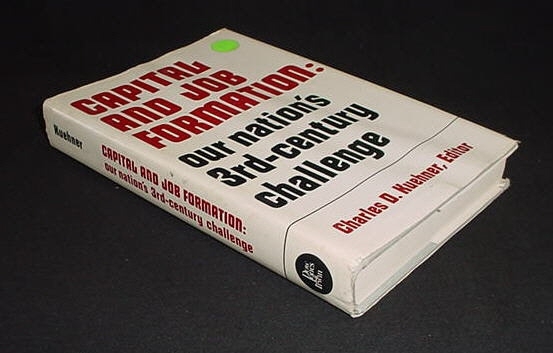 CAPITAL
AND JOB
FORMATION:
our nation's
3rd-century
challenge
Charles D. Kuehner, Editor
Kuehner
CAPITAL AND JOB FORMATION:
our nation's 3rd-century challenge
Dow
Jones
Irwin